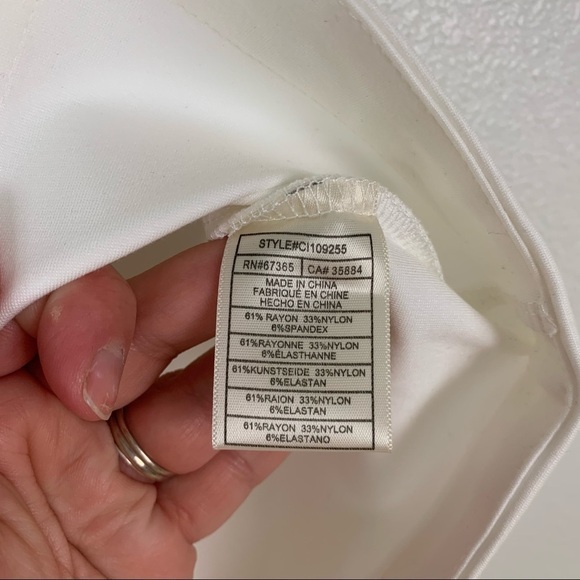 STYLE#CI109255
RN#67365 CA# 35884
MADE IN CHINA
FABRIQUÉ EN CHINE
HECHO EN CHINA
61% RAYON 33%NYLON
6%SPANDEX
61%RAYONNE 33%NYLON
6%ÉLASTHANNE
61%KUNSTSEIDE 33%NYLON
6%ELASTAN
61%RAION 33%NYLON
6%ELASTAN
61%RAYON 33%NYLON
6%ELASTANO